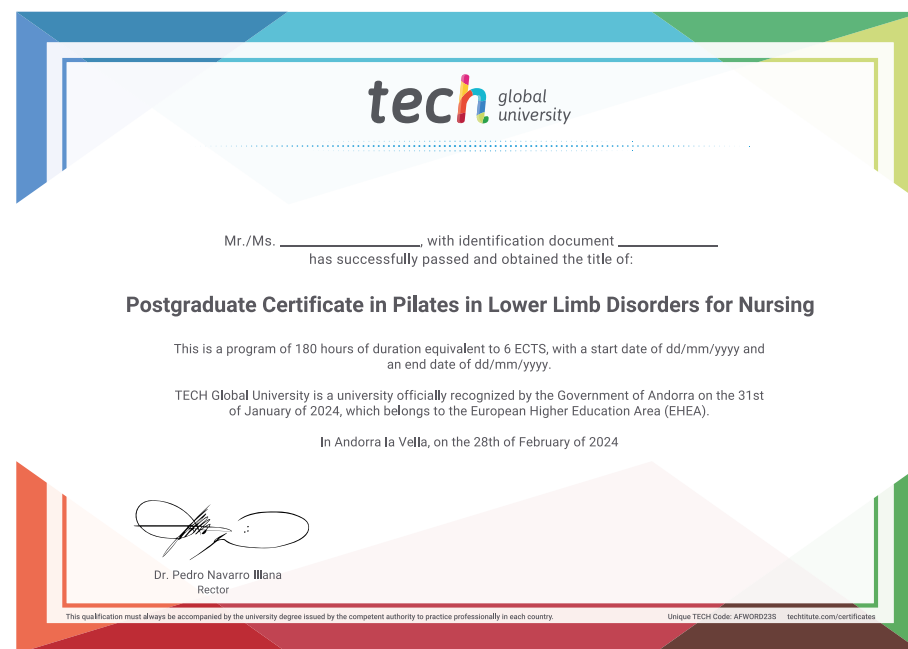 tech global university
Mr./Ms. ____________________, with identification document ______________
has successfully passed and obtained the title of:
Postgraduate Certificate in Pilates in Lower Limb Disorders for Nursing
This is a program of 180 hours of duration equivalent to 6 ECTS, with a start date of dd/mm/yyyy and
an end date of dd/mm/yyyy.
TECH Global University is a university officially recognized by the Government of Andorra on the 31st
of January of 2024, which belongs to the European Higher Education Area (EHEA).
In Andorra la Vella, on the 28th of February of 2024
Dr. Pedro Navarro Illana
Rector
This qualification must always be accompanied by the university degree issued by the competent authority to practice professionally in each country.
Unique TECH Code: AFWORD23S techtitute.com/certificates